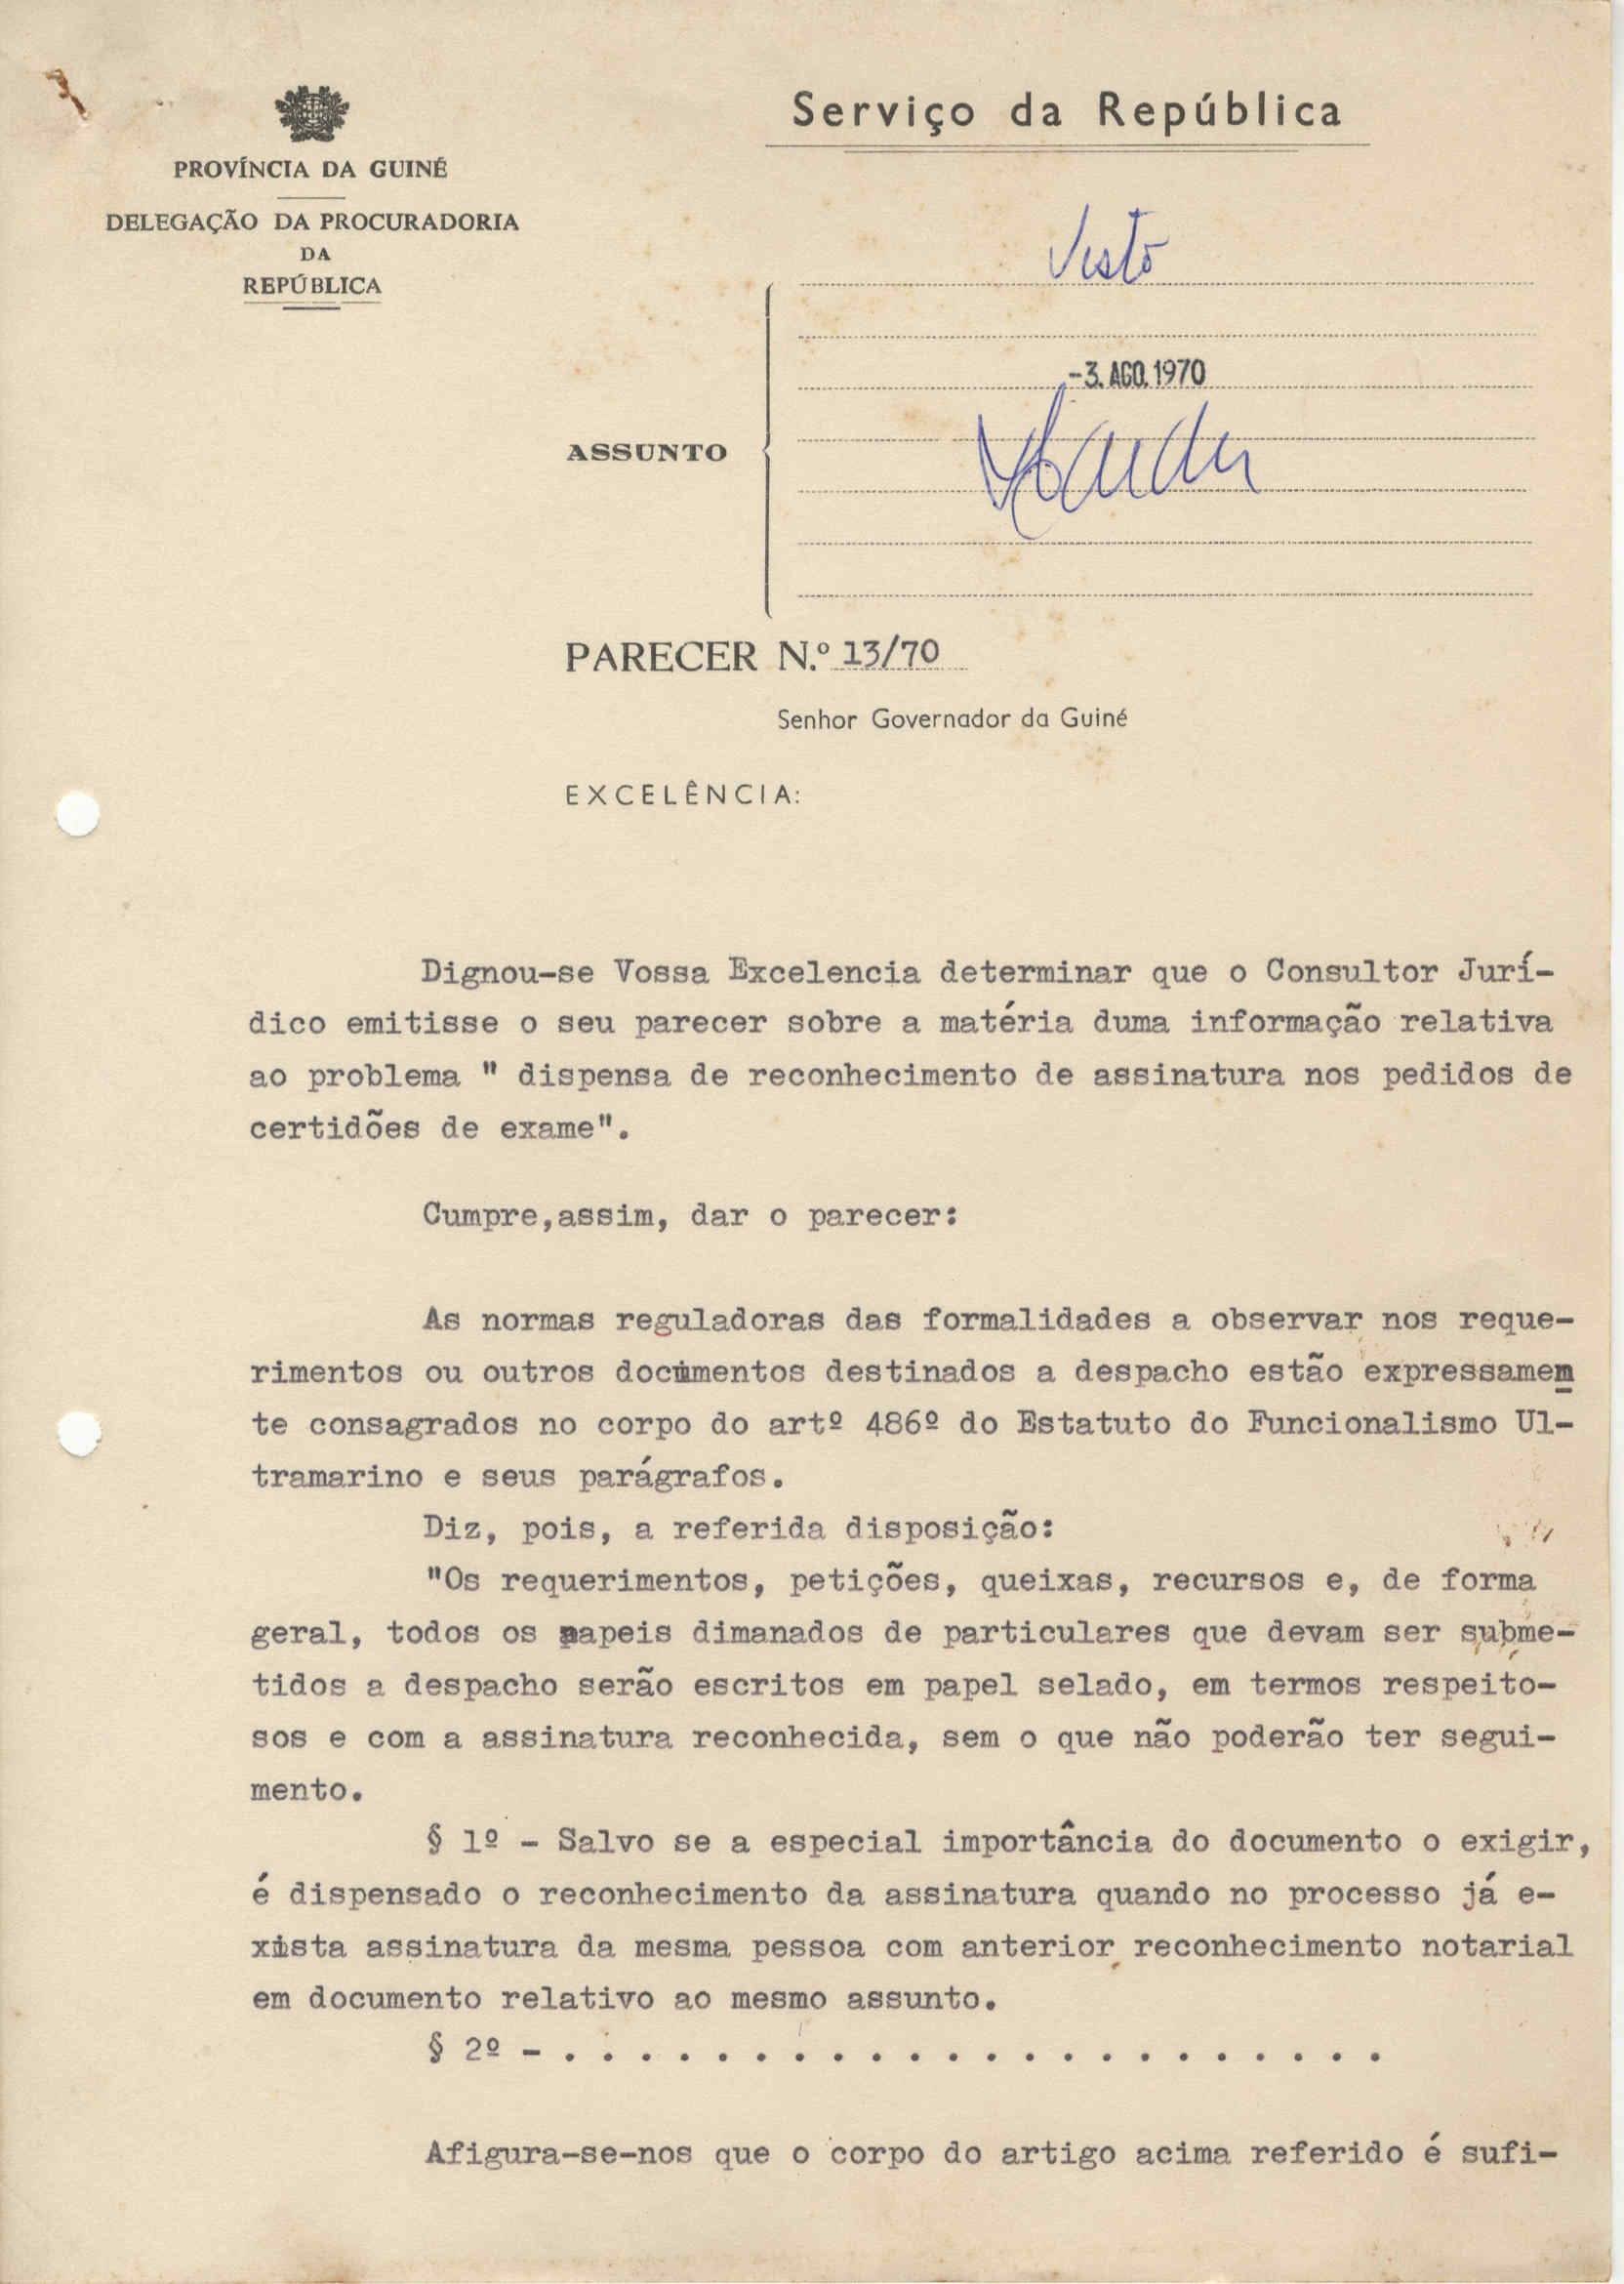 Serviço da República
PROVÍNCIA DA GUINÉ
DELEGAÇÃO DA PROCURADORIA
DA
REPÚBLICA
Visto
-3. AGO. 1970
ASSUNTO
PARECER N.º 13/70
Senhor Governador da Guiné
EXCELÊNCIA:
Dignou-se Vossa Excelencia determinar que o Consultor Jurí-
dico emitisse o seu parecer sobre a matéria duma informação relativa
ao problema " dispensa de reconhecimento de assinatura nos pedidos de
certidões de exame".
Cumpre,assim, dar o parecer:
As normas reguladoras das formalidades a observar nos reque-
rimentos ou outros documentos destinados a despacho estão expressamen
te consagrados no corpo do artº 486º do Estatuto do Funcionalismo Ul-
tramarino e seus parágrafos.
Diz, pois, a referida disposição:
"Os requerimentos, petições, queixas, recursos e, de forma
geral, todos os papeis dimanados de particulares que devam ser subme-
tidos a despacho serão escritos em papel selado, em termos respeito-
sos e com a assinatura reconhecida, sem o que não poderão ter segui-
mento.
§ 1º - Salvo se a especial importância do documento o exigir,
é dispensado o reconhecimento da assinatura quando no processo já e-
xista assinatura da mesma pessoa com anterior reconhecimento notarial
em documento relativo ao mesmo assunto.
§ 2º - . . . . . . . . . . . . . . . . . . . . . .
Afigura-se-nos que o corpo do artigo acima referido é sufi-